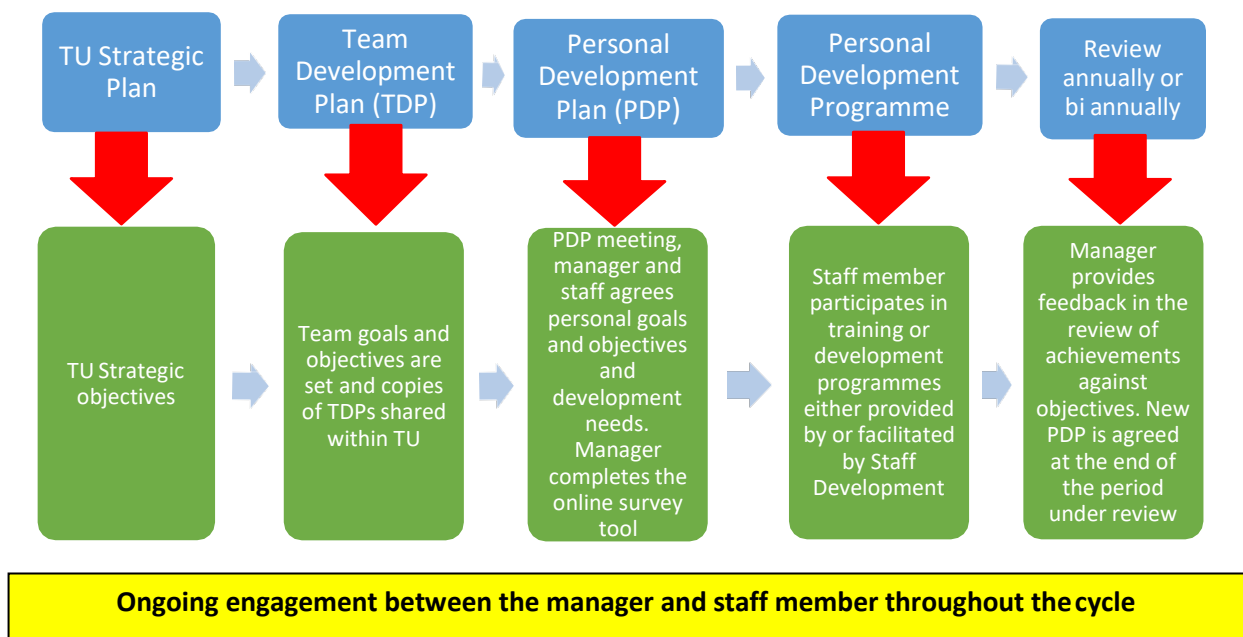 TU Strategic
Plan
Team
Development
Plan (TDP)
Personal
Development
Plan (PDP)
Personal
Development
Programme
Review
annually or
bi annually
TU Strategic
objectives
Team goals and
objectives are
set and copies
of TDPs shared
within TU
PDP meeting,
manager and
staff agrees
personal goals
and objectives
and
development
needs.
Manager
completes the
online survey
tool
Staff member
participates in
training or
development
programmes
either provided
by or facilitated
by Staff
Development
Manager
provides
feedback in the
review of
achievements
against
objectives. New
PDP is agreed
at the end of
the period
under review
Ongoing engagement between the manager and staff member throughout the cycle